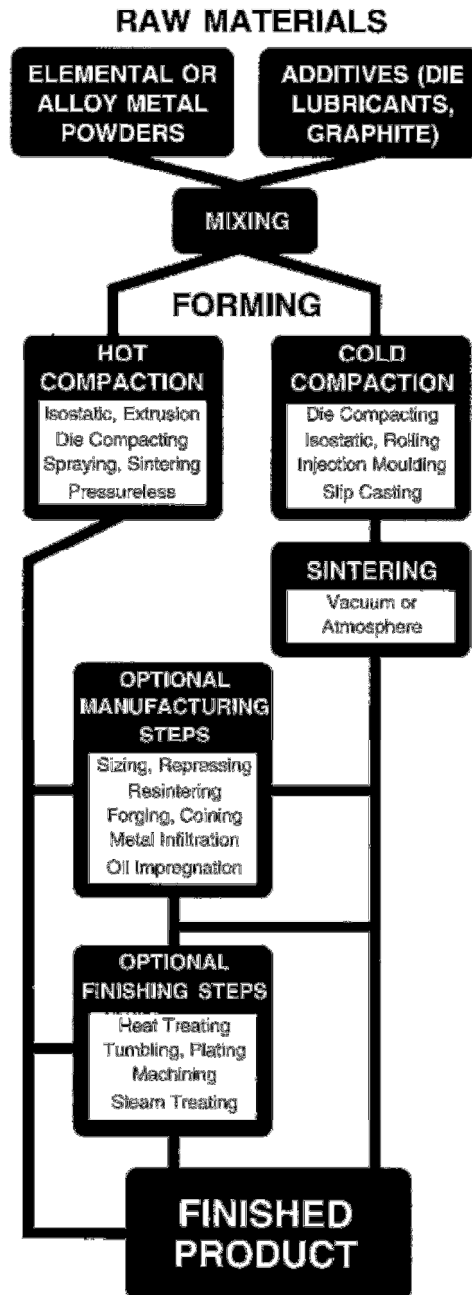 RAW MATERIALS
ELEMENTAL OR
ALLOY METAL
POWDERS
ADDITIVES (DIE
LUBRICANTS,
GRAPHITE)
MIXING
FORMING
HOT
COMPACTION
Isostatic, Extrusion
Die Compacting
Spraying, Sintering
Pressureless
COLD
COMPACTION
Die Compacting
Isostatic, Rolling
Injection Moulding
Slip Casting
SINTERING
Vacuum or
Atmosphere
OPTIONAL
MANUFACTURING
STEPS
Sizing, Repressing
Resintering
Forging, Coining
Metal Infiltration
Oil Impregnation
OPTIONAL
FINISHING STEPS
Heat Treating
Tumbling, Plating
Machining
Steam Treating
FINISHED
PRODUCT